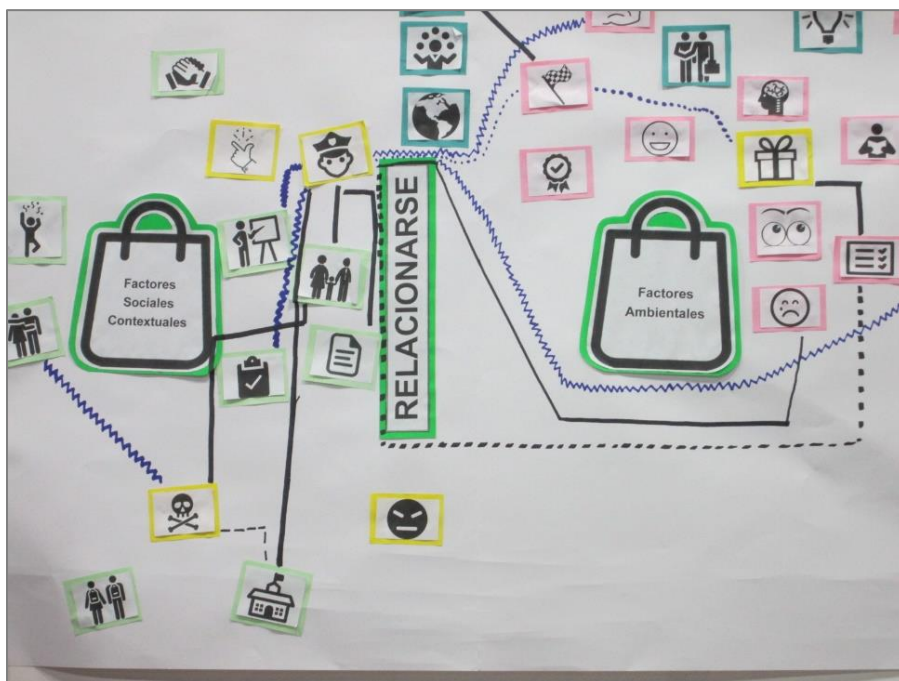 Factores
Sociales
Contextuales
RELACIONARSE
Factores
Ambientales